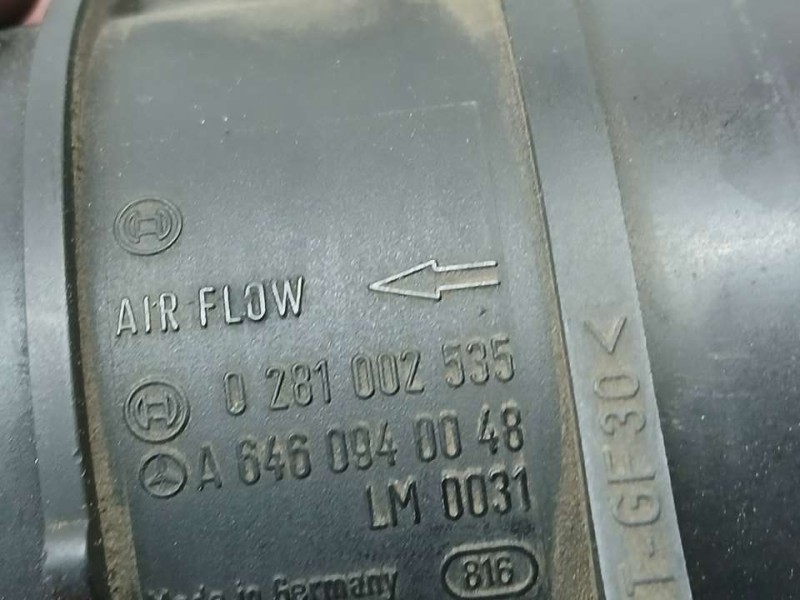 AIR FLOW
0 281 002 535
A 646 094 00 48
LM 0031
Made in Germany
816
T-GF30<